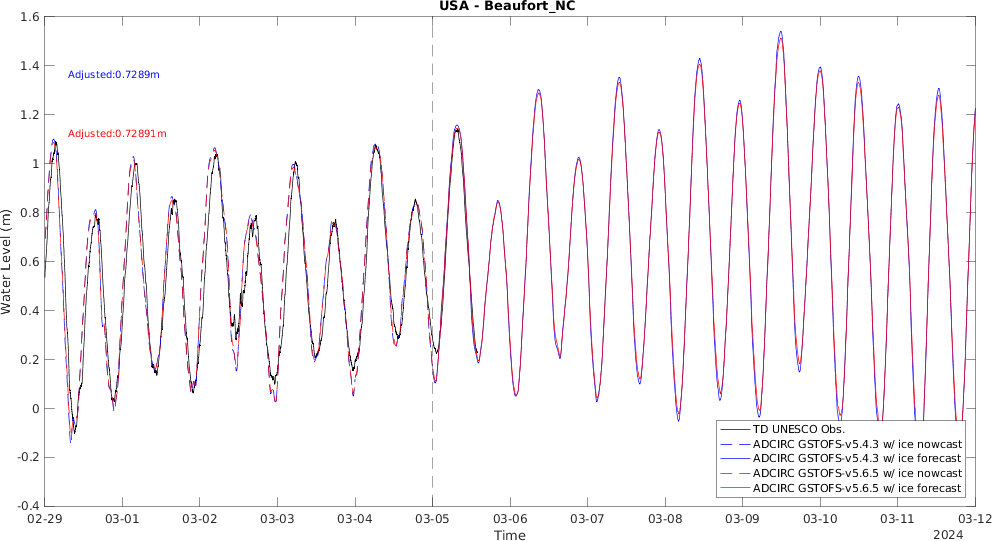 USA - Beaufort_NC
1.6
1.4
1.2
1
0.8
0.6
0.4
0.2
0
-0.2
-0.4
Water Level (m)
Adjusted:0.7289m
Adjusted:0.72891m
TD UNESCO Obs.
ADCIRC GSTOFS-v5.4.3 w/ ice nowcast
ADCIRC GSTOFS-v5.4.3 w/ ice forecast
ADCIRC GSTOFS-v5.6.5 w/ ice nowcast
ADCIRC GSTOFS-v5.6.5 w/ ice forecast
02-29 03-01 03-02 03-03 03-04 03-05 03-06 03-07 03-08 03-09 03-10 03-11 03-12
Time
2024